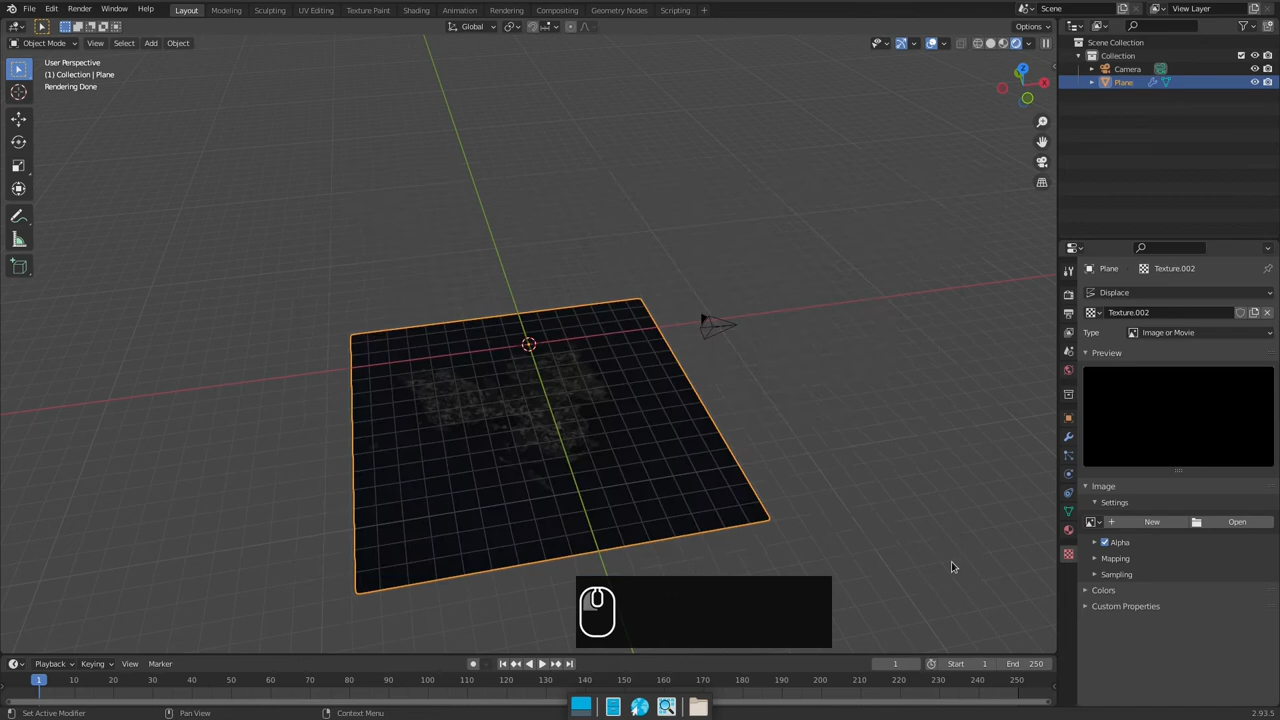 File Edit Render Window Help Layout Modeling Sculpting UV Editing Texture Paint Shading Animation Rendering Compositing Geometry Nodes Scripting Scene View Layer
Global Options
Object Mode View Select Add Object
User Perspective
(1) Collection | Plane
Rendering Done
Z
X
Scene Collection
Collection
Camera
Plane
Plane Texture.002
Displace
Texture.002
Type Image or Movie
Preview
Image
Settings
New Open
Alpha
Mapping
Sampling
Colors
Custom Properties
Playback Keying View Marker 1 Start 1 End 250
1 10 20 30 40 50 60 70 80 90 100 110 120 130 140 150 160 170 180 190 200 210 220 230 240 250
Set Active Modifier Pan View Context Menu 2.93.5